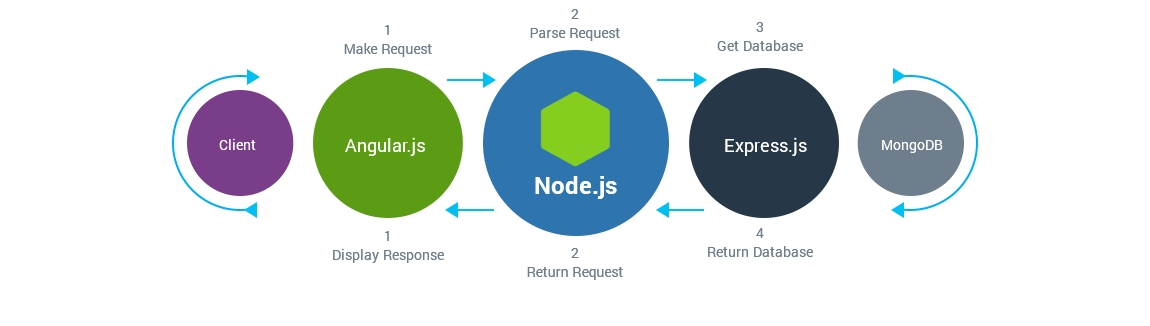 1
Make Request
2
Parse Request
3
Get Database
Client
Angular.js
Node.js
Express.js
MongoDB
1
Display Response
2
Return Request
4
Return Database